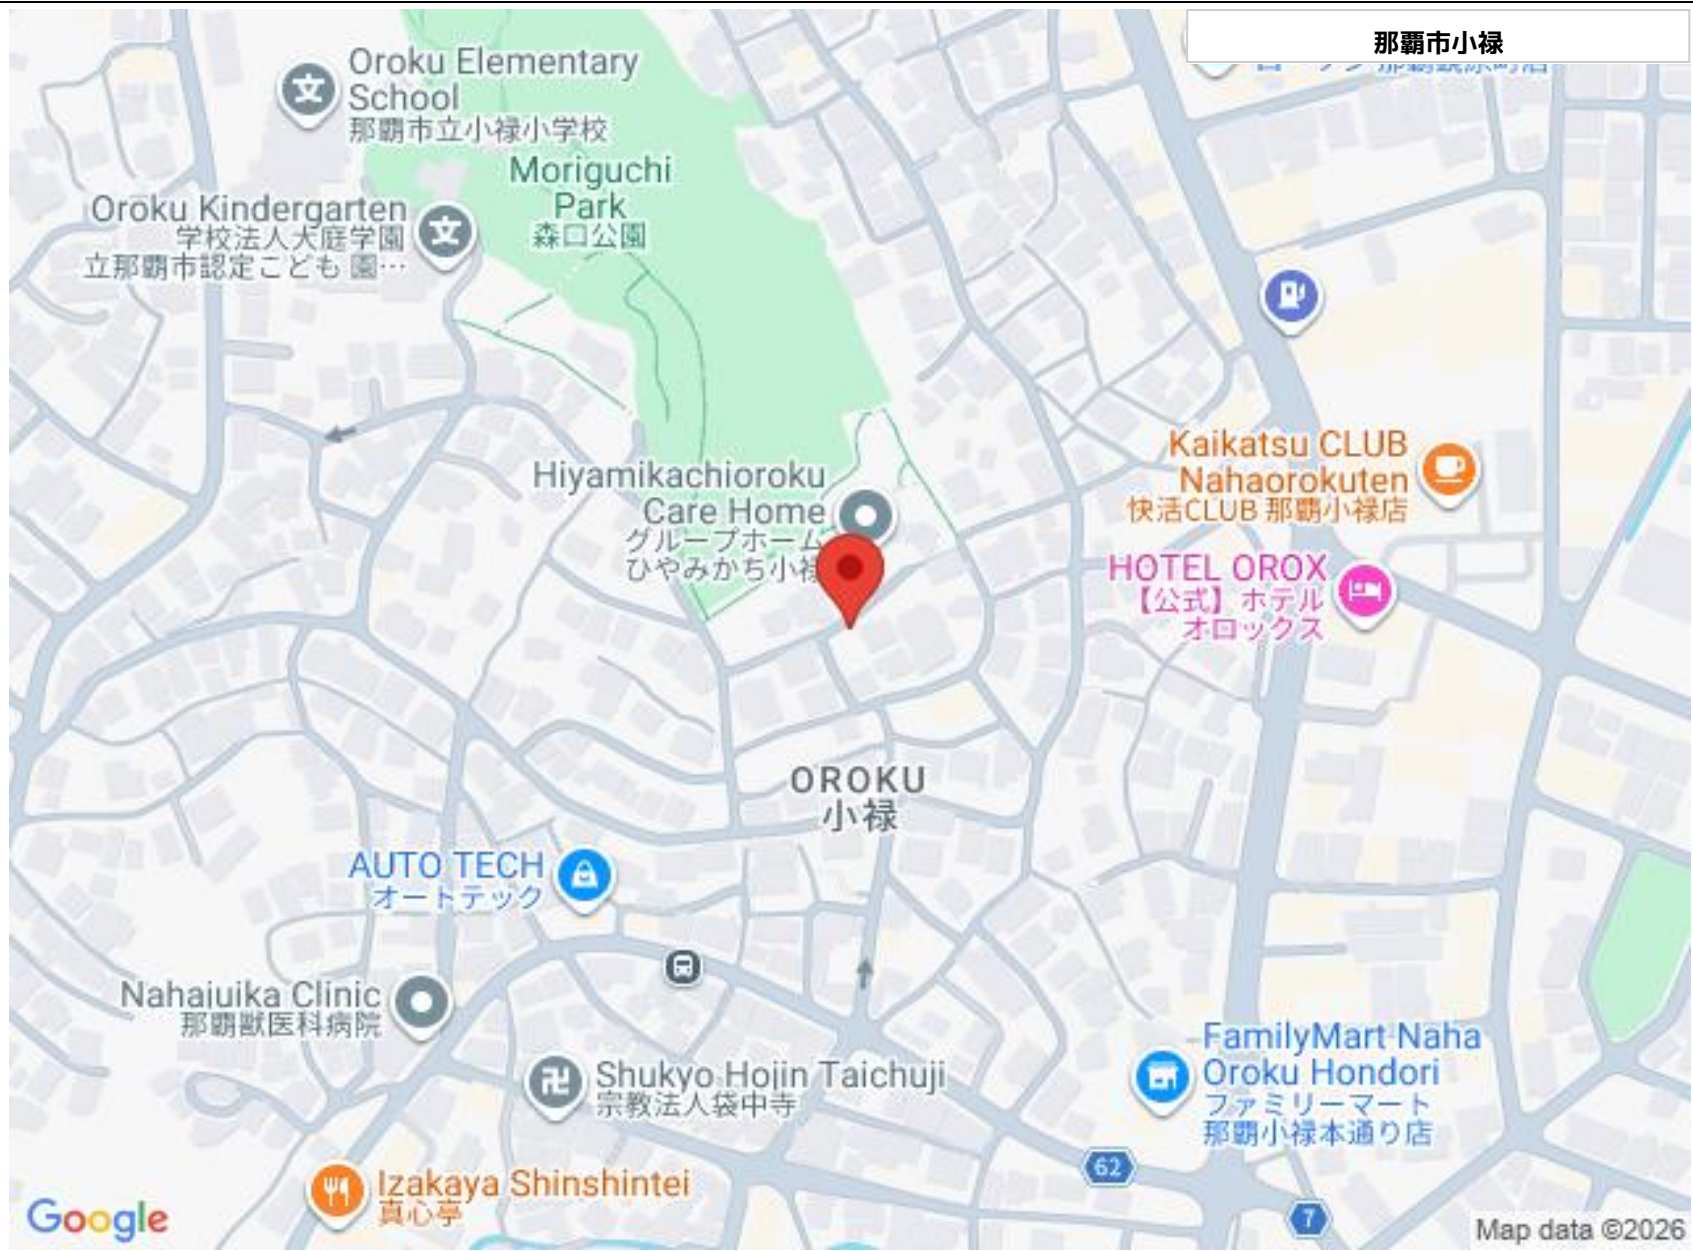 那覇市小禄
Oroku Elementary
School
那覇市立小禄小学校
Moriguchi
Park
森口公園
Oroku Kindergarten
学校法人大庭学園
立那覇市認定こども 園…
Kaikatsu CLUB
Nahaorokuten
快活CLUB 那覇小禄店
Hiyamikachioroku
Care Home
グループホーム
ひやみかち小禄
HOTEL OROX
【公式】ホテル
オロックス
OROKU
小禄
AUTO TECH
オートテック
Nahajuika Clinic
那覇獣医科病院
Shukyo Hojin Taichuji
宗教法人袋中寺
FamilyMart Naha
Oroku Hondori
ファミリーマート
那覇小禄本通り店
62
Izakaya Shinshintei
真心亭
7
Google
Map data ©2026